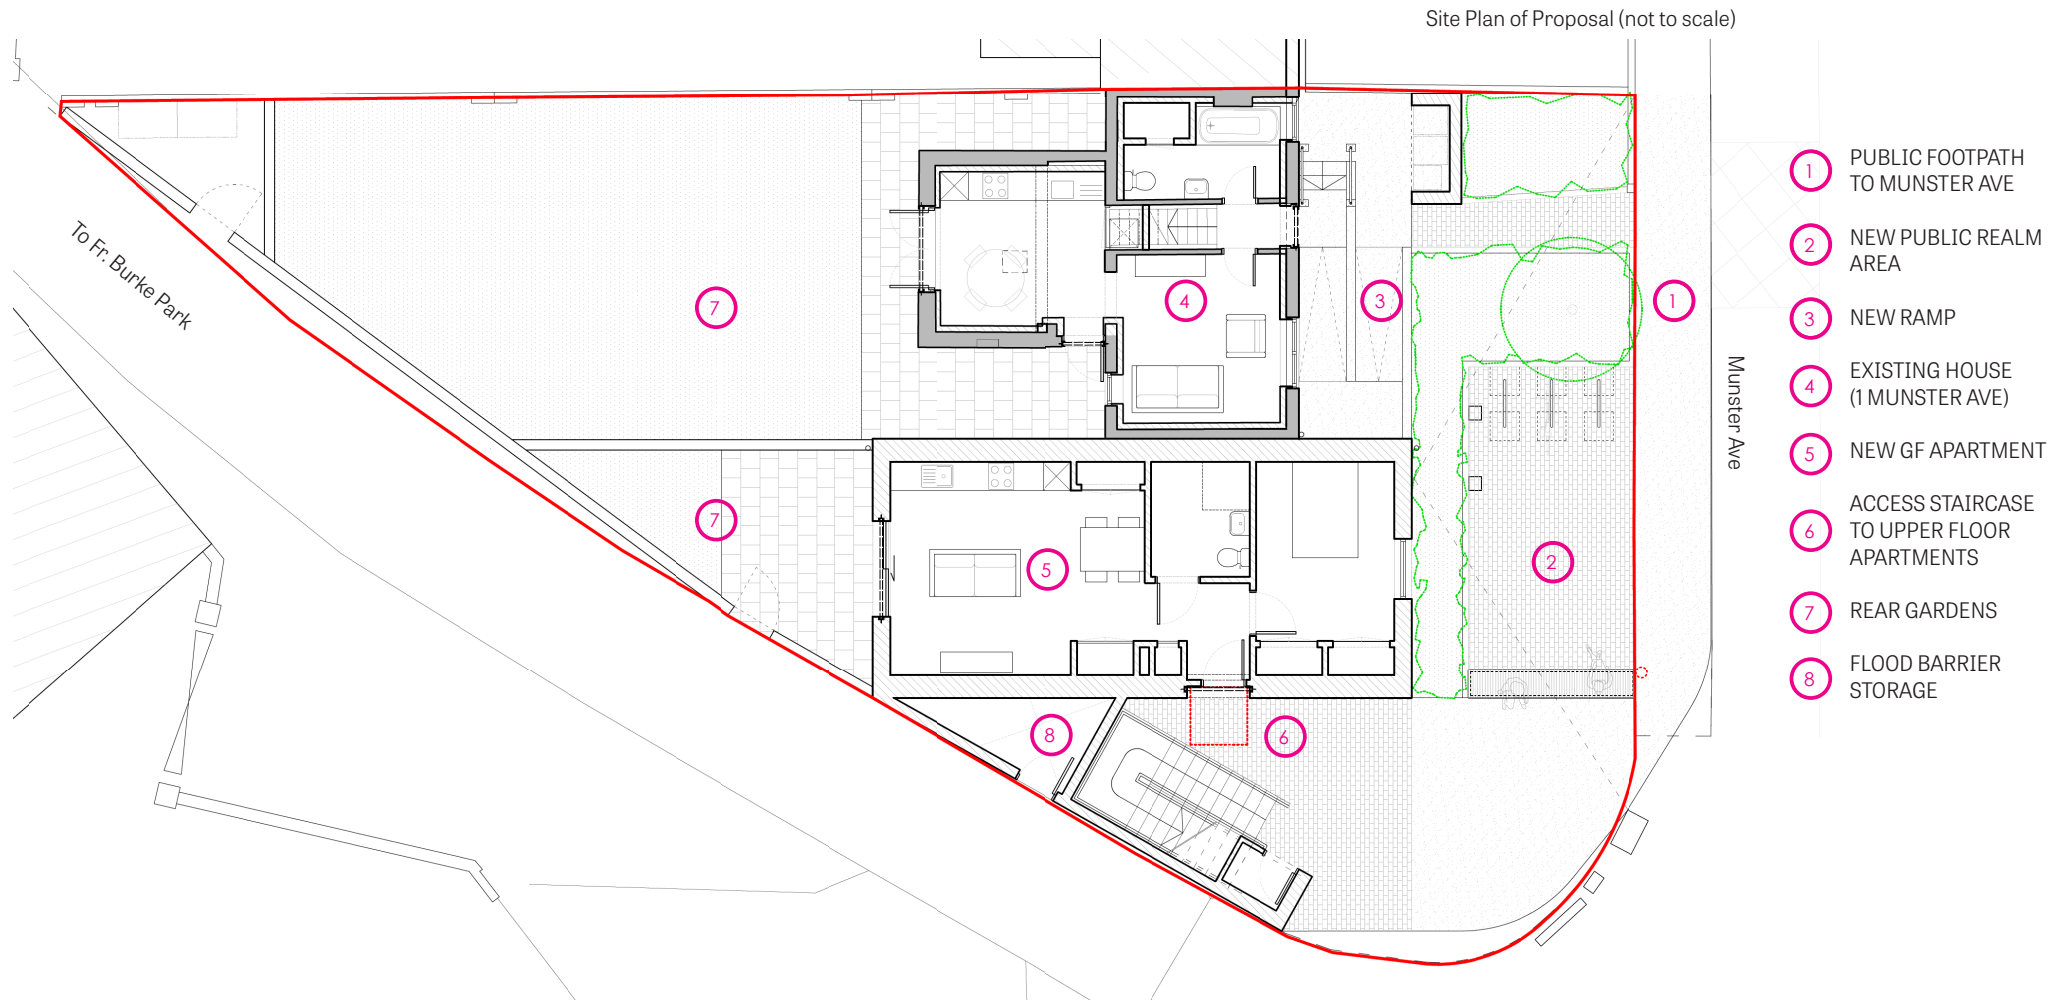 Site Plan of Proposal (not to scale)
To Fr. Burke Park
7
4
3
1
7
5
2
8
6
Munster Ave
1 PUBLIC FOOTPATH
TO MUNSTER AVE
2 NEW PUBLIC REALM
AREA
3 NEW RAMP
4 EXISTING HOUSE
(1 MUNSTER AVE)
5 NEW GF APARTMENT
6 ACCESS STAIRCASE
TO UPPER FLOOR
APARTMENTS
7 REAR GARDENS
8 FLOOD BARRIER
STORAGE